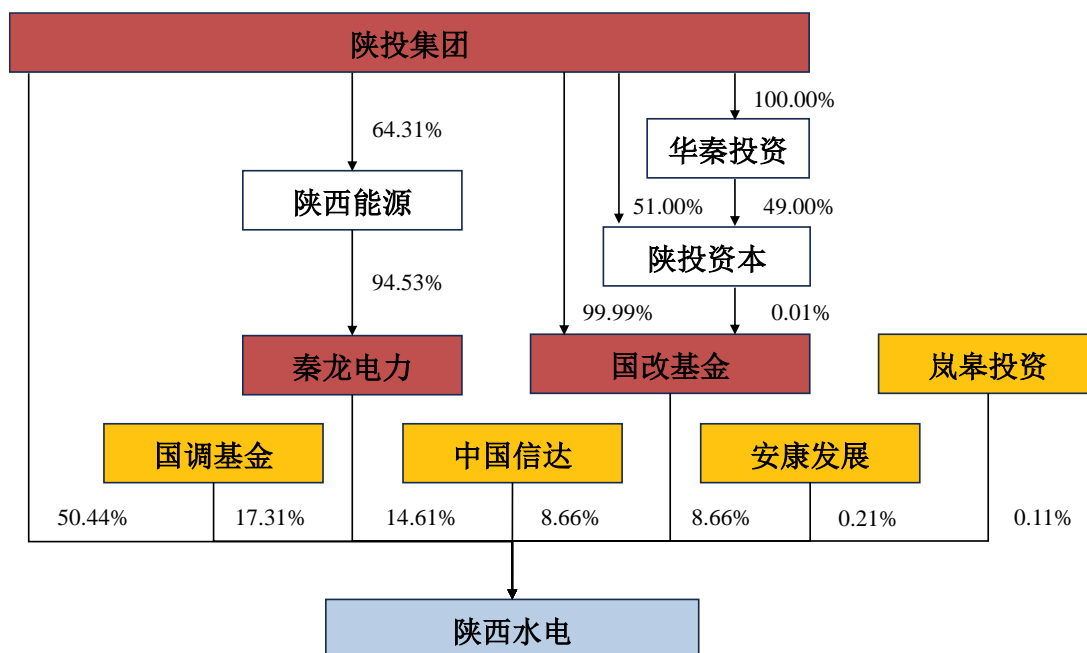 陕投集团
100.00%
64.31%
华秦投资
陕西能源
51.00%
49.00%
陕投资本
94.53%
99.99%
0.01%
秦龙电力
国改基金
岚皋投资
国调基金
中国信达
安康发展
50.44%
17.31%
14.61%
8.66%
8.66%
0.21%
0.11%
陕西水电